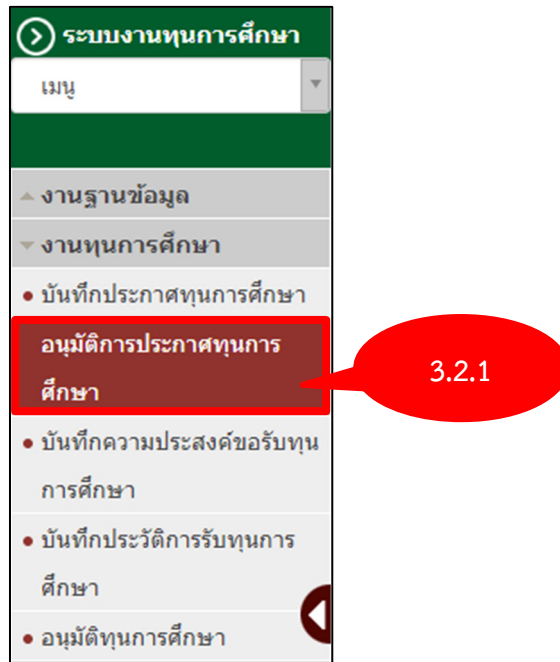 ระบบงานทุนการศึกษา
เมนู
งานฐานข้อมูล
งานทุนการศึกษา
บันทึกประกาศทุนการศึกษา
อนุมัติการประกาศทุนการ
ศึกษา
3.2.1
บันทึกความประสงค์ขอรับทุน
การศึกษา
บันทึกประวัติการรับทุนการ
ศึกษา
อนุมัติทุนการศึกษา